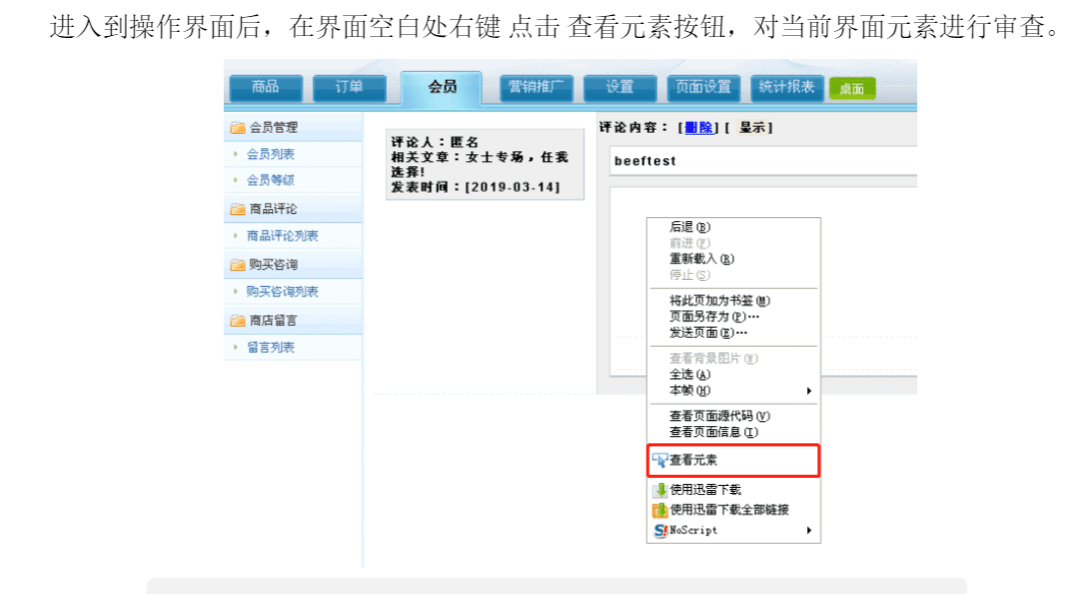 进入到操作界面后，在界面空白处右键 点击 查看元素按钮，对当前界面元素进行审查。
商品 订单 会员 营销推广 设置 页面设置 统计报表 桌面
会员管理
会员列表
会员等级
商品评论
商品评论列表
购买咨询
购买咨询列表
商店留言
留言列表
评论人：匿名
相关文章：女士专场，任我
选择!
发表时间：[2019-03-14]
评论内容： [删除] [ 显示]
beeftest
后退(B)
前进(F)
重新载入(R)
停止(S)
将此页加为书签(M)
页面另存为(P)…
发送页面(E)…
查看背景图片(W)
全选(A)
本帧(H)
查看页面源代码(V)
查看页面信息(I)
查看元素
使用迅雷下载
使用迅雷下载全部链接
NoScript